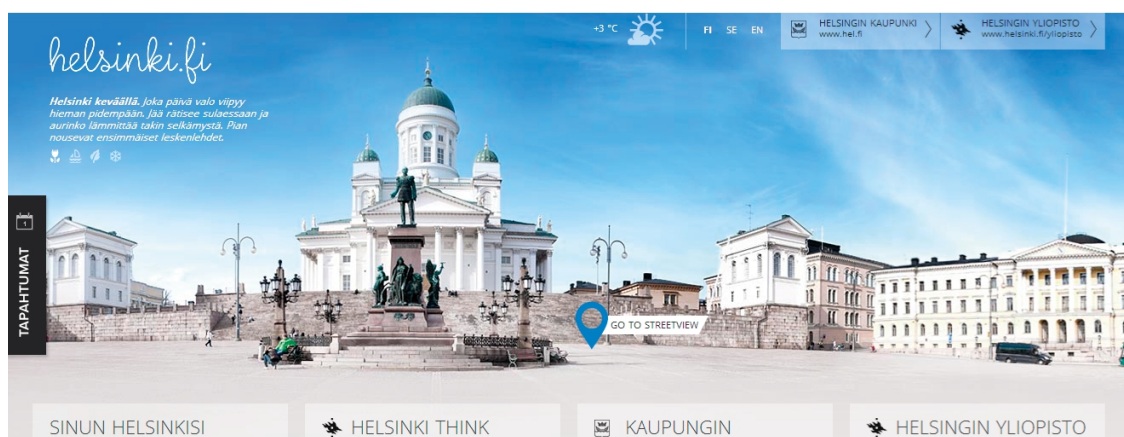 helsinki.fi
+3 °C
FI SE EN
HELSINGIN KAUPUNKI
www.hel.fi
HELSINGIN YLIOPISTO
www.helsinki.fi/yliopisto
Helsinki keväällä. Joka päivä valo viipyy
hieman pidempään. Jää rätisee sulaessaan ja
aurinko lämmittää takin selkämystä. Pian
nousevat ensimmäiset leskenlehdet.
1
TAPAHTUMAT
GO TO STREETVIEW
SINUN HELSINKISI
HELSINKI THINK
KAUPUNGIN
HELSINGIN YLIOPISTO